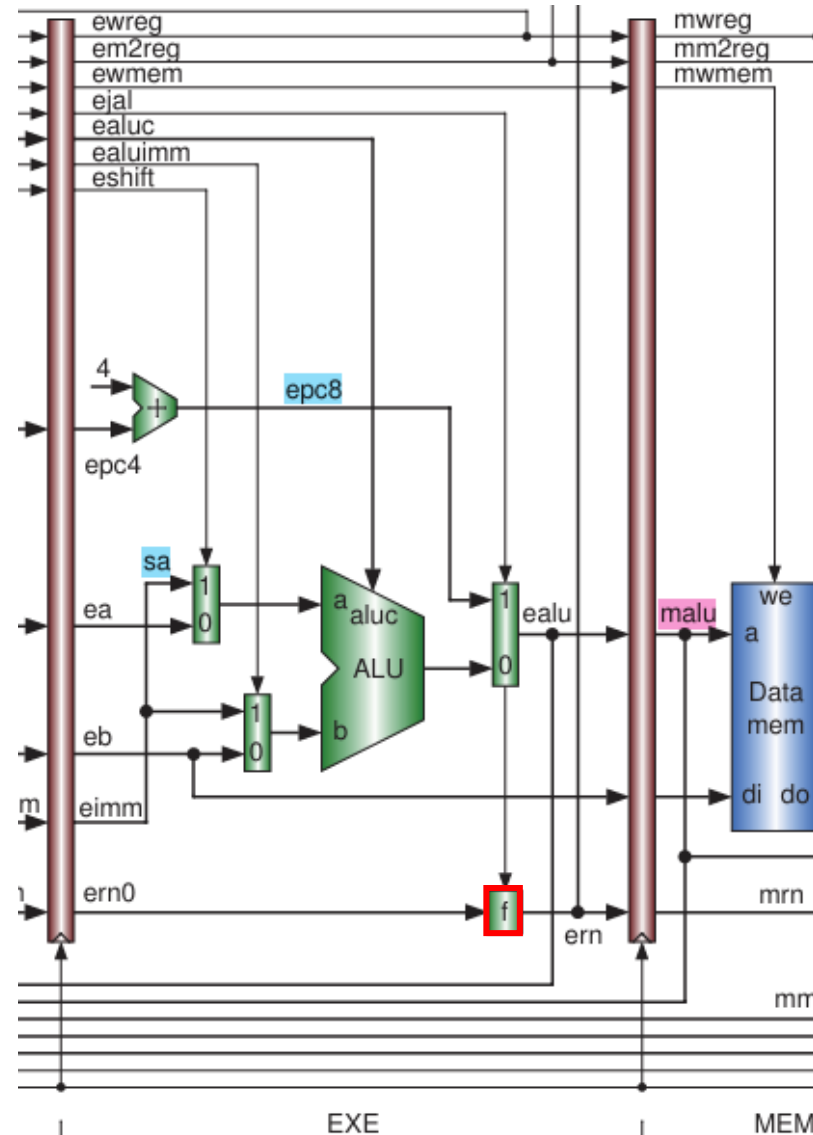 ewreg
mwreg
em2reg
mm2reg
ewmem
mwmem
ejal
ealuc
ealuimm
eshift
4
+
epc8
epc4
sa
1
ea
0
a
aluc
ALU
b
1
0
ealu
malu
we
a
Data
mem
di do
eb
1
0
m
eimm
ern0
f
ern
mrn
mm
EXE
MEM